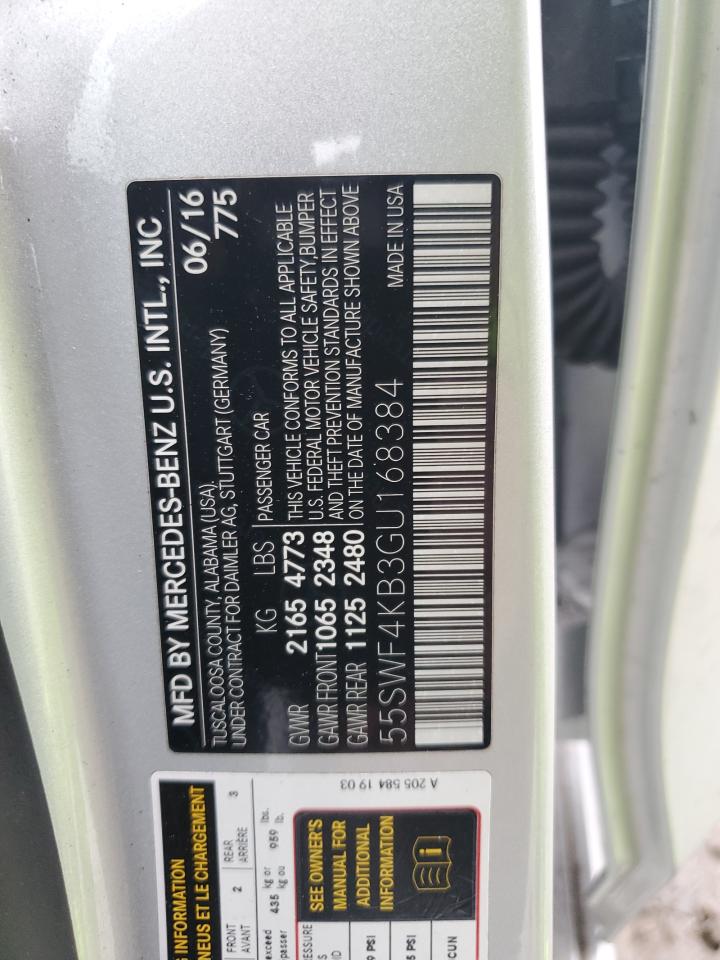 MFD BY MERCEDES-BENZ U.S. INTL., INC
TUSCALOOSA COUNTY, ALABAMA (USA)
06/16
UNDER CONTRACT FOR DAIMLER AG, STUTTGART (GERMANY)
775
KG LBS PASSENGER CAR
GVWR 2165 4773 THIS VEHICLE CONFORMS TO ALL APPLICABLE
GAWR FRONT 1065 2348 U.S. FEDERAL MOTOR VEHICLE SAFETY, BUMPER
AND THEFT PREVENTION STANDARDS IN EFFECT
GAWR REAR 1125 2480 ON THE DATE OF MANUFACTURE SHOWN ABOVE
55SWF4KB3GU168384 MADE IN USA
INFORMATION
NEUS ET LE CHARGEMENT
FRONT 2 REAR 3
AVANT ARRIÈRE
exceed 435 kg or 959 lbs.
kg ou lb.
SEE OWNER'S
MANUAL FOR
ADDITIONAL
INFORMATION
i
PSI
PSI
A 205 584 19 03